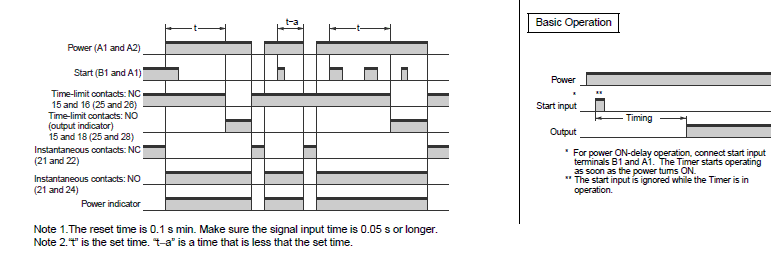 t
t–a
t
Power (A1 and A2)
Start (B1 and A1)
Time-limit contacts: NC
15 and 16 (25 and 26)
Time-limit contacts: NO
(output indicator)
15 and 18 (25 and 28)
Instantaneous contacts: NC
(21 and 22)
Instantaneous contacts: NO
(21 and 24)
Power indicator
Note 1.The reset time is 0.1 s min. Make sure the signal input time is 0.05 s or longer.
Note 2."t" is the set time. "t–a" is a time that is less that the set time.
Basic Operation
Power
* **
Start input
Timing
Output
* For power ON-delay operation, connect start input
terminals B1 and A1. The Timer starts operating
as soon as the power turns ON.
** The start input is ignored while the Timer is in
operation.